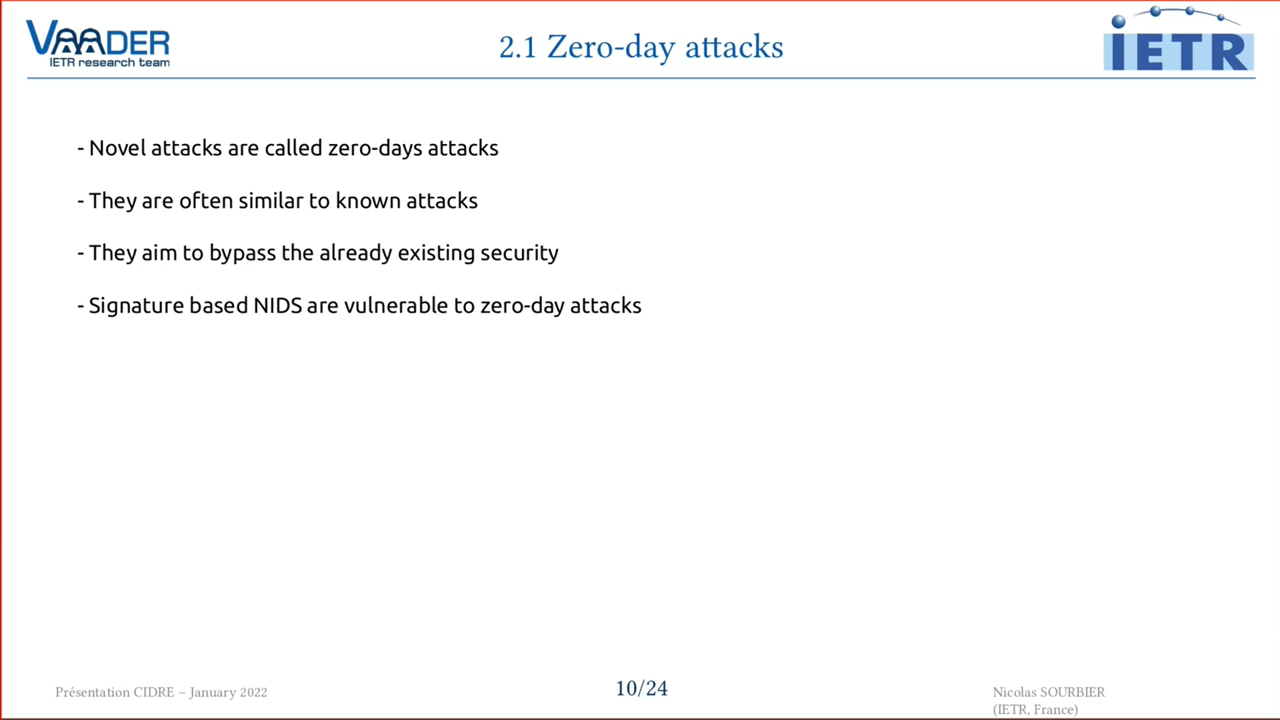 VAADER
IETR research team
2.1 Zero-day attacks
iETR
- Novel attacks are called zero-days attacks
- They are often similar to known attacks
- They aim to bypass the already existing security
- Signature based NIDS are vulnerable to zero-day attacks
Présentation CIDRE – January 2022
10/24
Nicolas SOURBIER
(IETR, France)